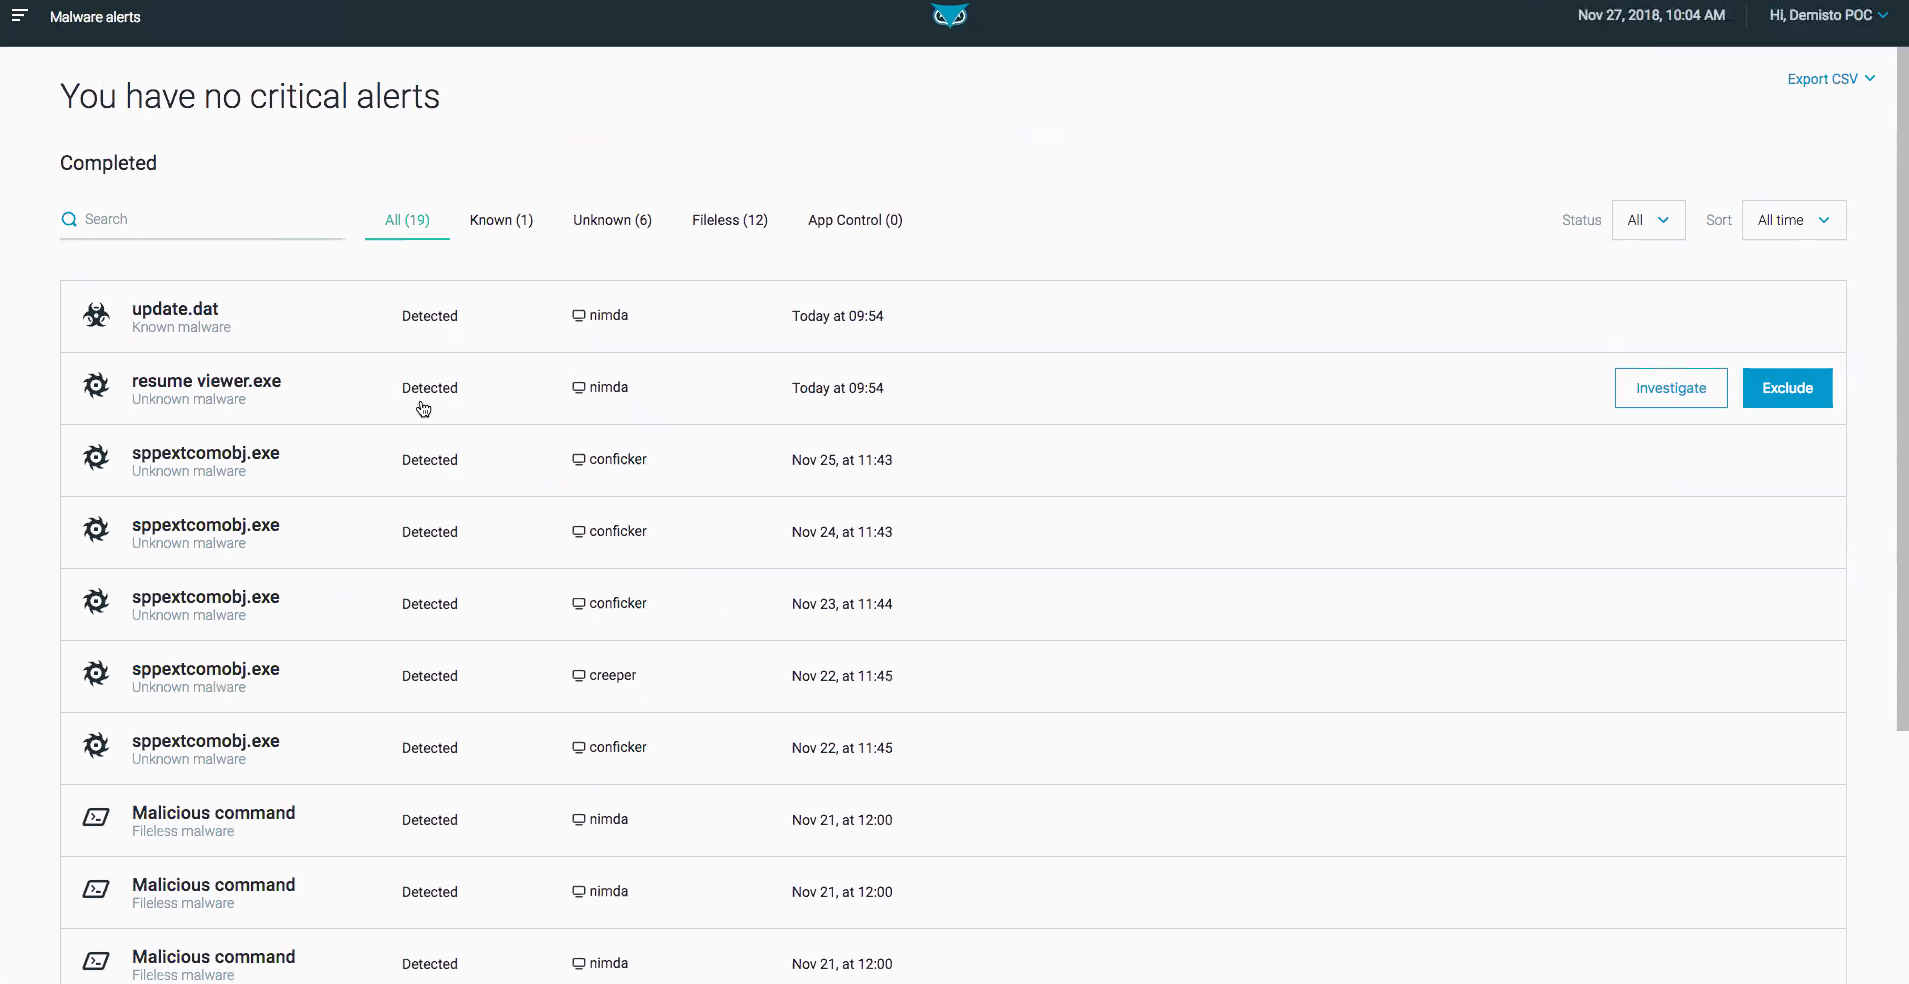 Malware alerts
Nov 27, 2018, 10:04 AM
Hi, Demisto POC
Export CSV
You have no critical alerts
Completed
Search
All (19)
Known (1)
Unknown (6)
Fileless (12)
App Control (0)
Status
All
Sort
All time
update.dat
Known malware
Detected
nimda
Today at 09:54
resume viewer.exe
Unknown malware
Detected
nimda
Today at 09:54
Investigate
Exclude
sppextcomobj.exe
Unknown malware
Detected
conficker
Nov 25, at 11:43
sppextcomobj.exe
Unknown malware
Detected
conficker
Nov 24, at 11:43
sppextcomobj.exe
Unknown malware
Detected
conficker
Nov 23, at 11:44
sppextcomobj.exe
Unknown malware
Detected
creeper
Nov 22, at 11:45
sppextcomobj.exe
Unknown malware
Detected
conficker
Nov 22, at 11:45
Malicious command
Fileless malware
Detected
nimda
Nov 21, at 12:00
Malicious command
Fileless malware
Detected
nimda
Nov 21, at 12:00
Malicious command
Fileless malware
Detected
nimda
Nov 21, at 12:00